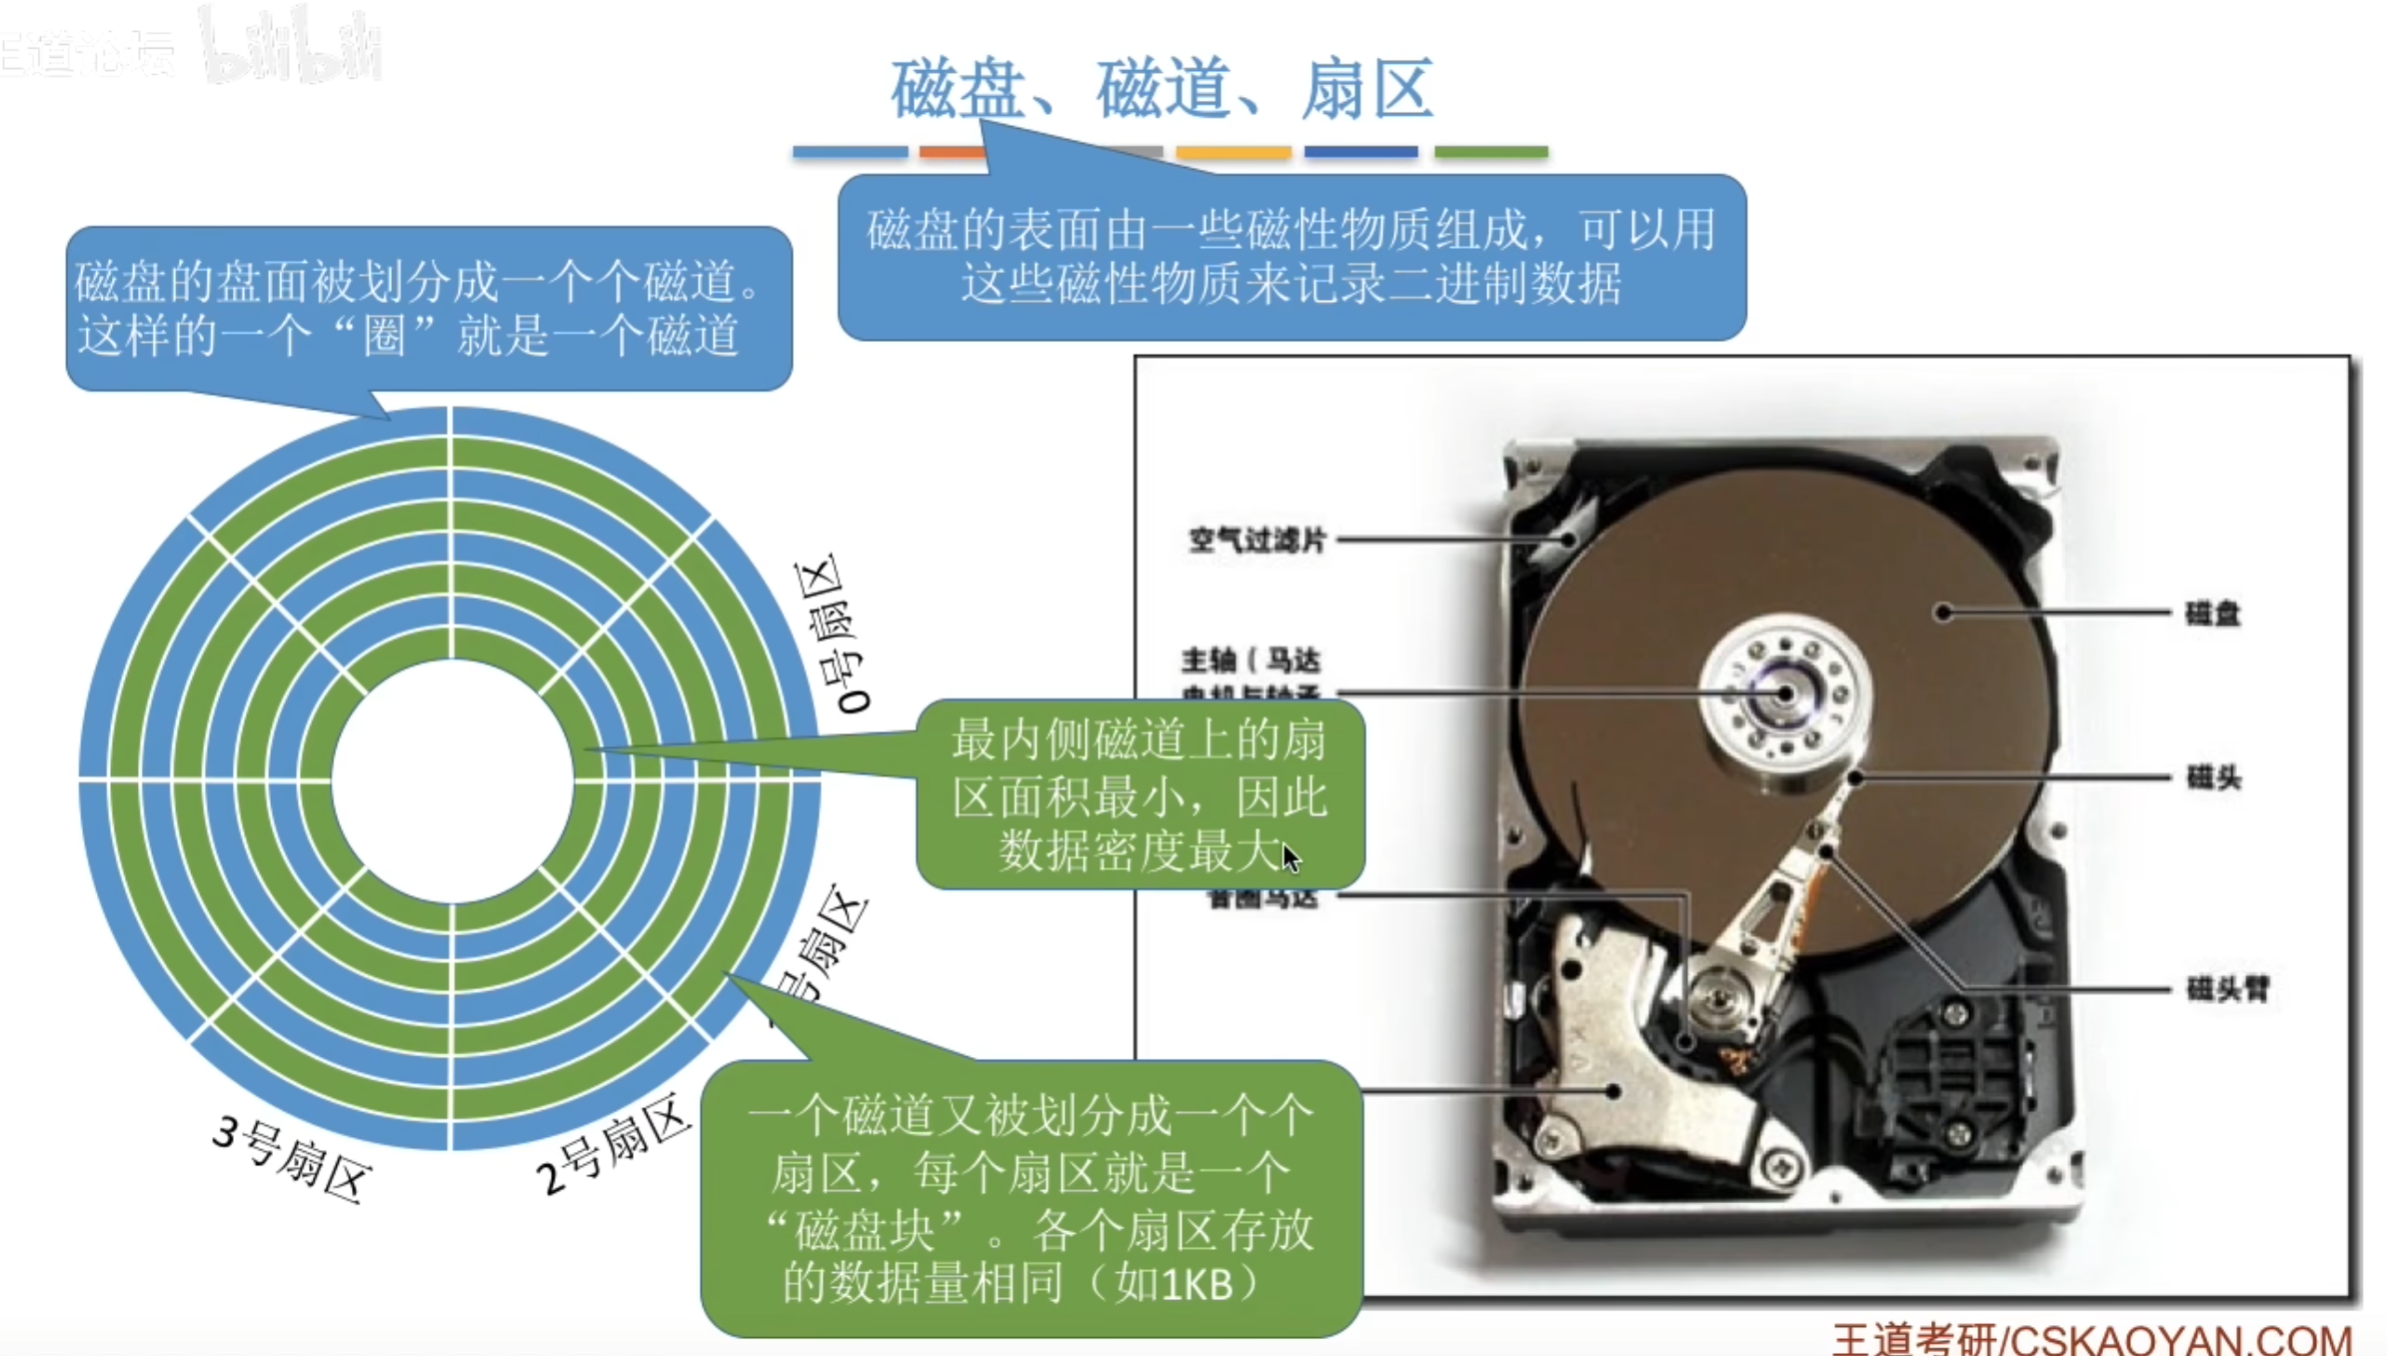 王道论坛 bilibili
磁盘、磁道、扇区
磁盘的表面由一些磁性物质组成，可以用
这些磁性物质来记录二进制数据
磁盘的盘面被划分成一个个磁道。
这样的一个“圈”就是一个磁道
0号扇区
号扇区
2号扇区
3号扇区
最内侧磁道上的扇
区面积最小，因此
数据密度最大
一个磁道又被划分成一个个
扇区，每个扇区就是一个
“磁盘块”。各个扇区存放
的数据量相同（如1KB）
空气过滤片
主轴（马达
电机与轴承
音圈马达
磁盘
磁头
磁头臂
王道考研/CSKAOYAN.COM